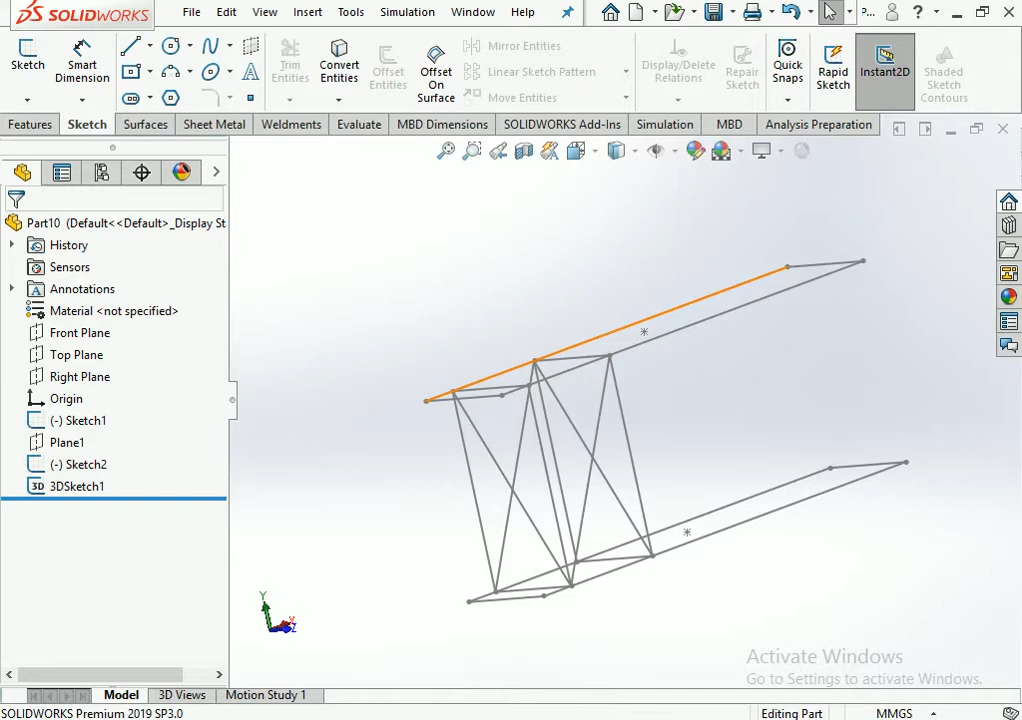 SOLIDWORKS File Edit View Insert Tools Simulation Window Help P... ?
Sketch Smart Dimension Trim Entities Convert Entities Offset Entities Offset On Surface Mirror Entities Linear Sketch Pattern Move Entities Display/Delete Relations Repair Sketch Quick Snaps Rapid Sketch Instant2D Shaded Sketch Contours
Features Sketch Surfaces Sheet Metal Weldments Evaluate MBD Dimensions SOLIDWORKS Add-Ins Simulation MBD Analysis Preparation
Part10 (Default<<Default>_Display St
History
Sensors
Annotations
Material <not specified>
Front Plane
Top Plane
Right Plane
Origin
(-) Sketch1
Plane1
(-) Sketch2
3D 3DSketch1
Y
X
Z
Activate Windows
Go to Settings to activate Windows.
Model 3D Views Motion Study 1
SOLIDWORKS Premium 2019 SP3.0 Editing Part MMGS